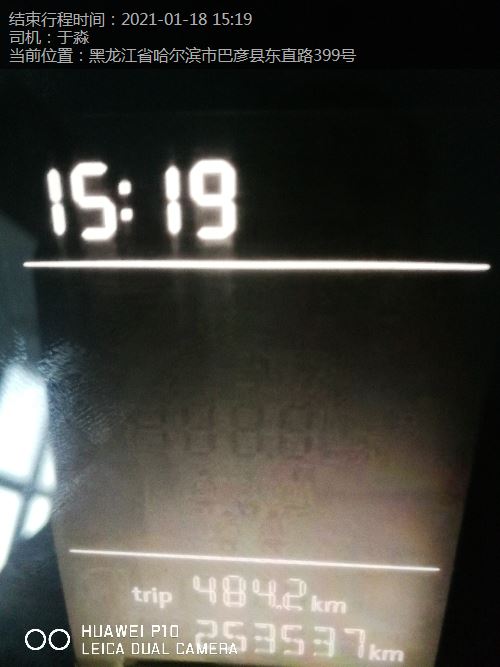 结束行程时间：2021-01-18 15:19
司机：于淼
当前位置：黑龙江省哈尔滨市巴彦县东直路399号
15:19
trip 484.2 km
253537 km
HUAWEI P10
LEICA DUAL CAMERA